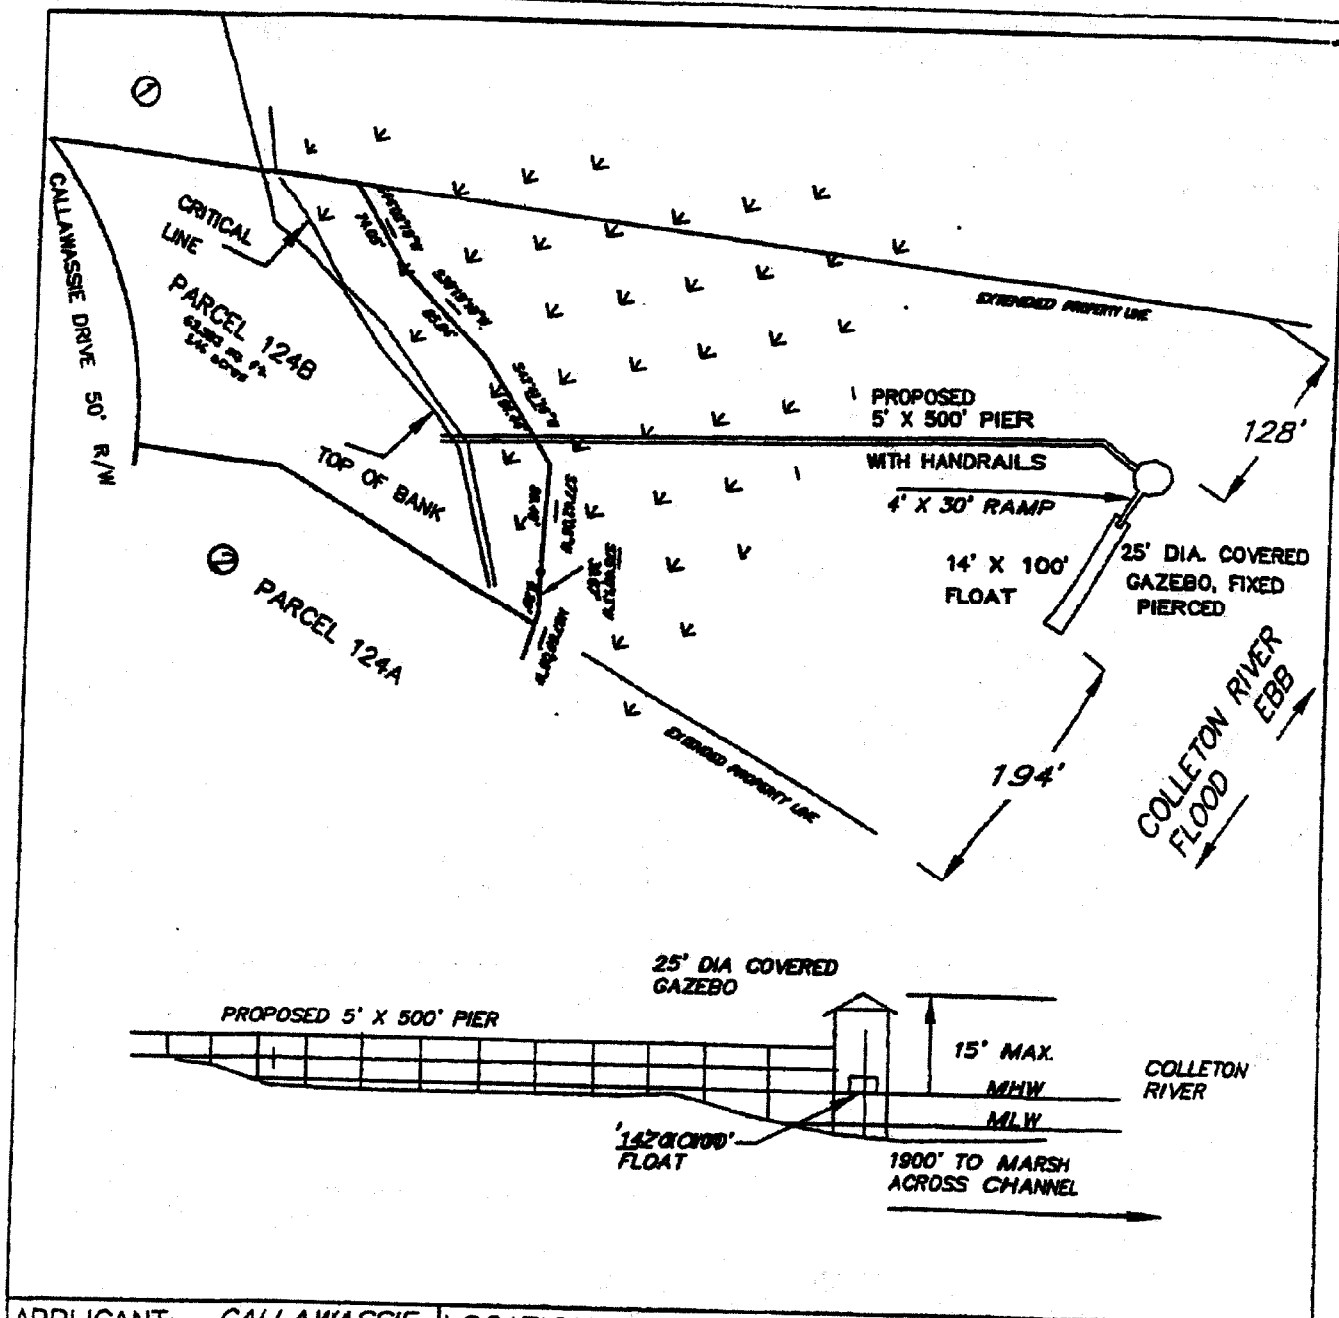 1
CALLAWASSIE DRIVE 50' R/W
CRITICAL
LINE
PARCEL 124B
TOP OF BANK
2
PARCEL 124A
EXTENDED PROPERTY LINE
PROPOSED
5' X 500' PIER
WITH HANDRAILS
4' X 30' RAMP
14' X 100'
FLOAT
25' DIA. COVERED
GAZEBO, FIXED
PIERCED
128'
194'
EXTENDED PROPERTY LINE
COLLETON RIVER
EBB
FLOOD
25' DIA COVERED
GAZEBO
PROPOSED 5' X 500' PIER
15' MAX.
MHW
MLW
COLLETON
RIVER
FLOAT
1900' TO MARSH
ACROSS CHANNEL
APPLICANT: CALLAWASSIE